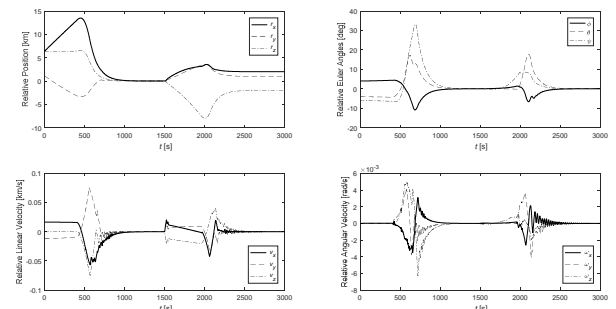 15
10
5
0
-5
-10
Relative Position [km]
0 500 1000 1500 2000 2500 3000
t [s]
r_x
r_y
r_z
40
30
20
10
0
-10
-20
Relative Euler Angles [deg]
0 500 1000 1500 2000 2500 3000
t [s]
ϕ
θ
0.1
0.05
0
-0.05
-0.1
Relative Linear Velocity [km/s]
0 500 1000 1500 2000 2500 3000
t [s]
v_x
v_y
v_z
×10⁻³
6
4
2
0
-2
-4
-6
-8
Relative Angular Velocity [rad/s]
0 500 1000 1500 2000 2500 3000
t [s]
ω_x
ω_y
ω_z